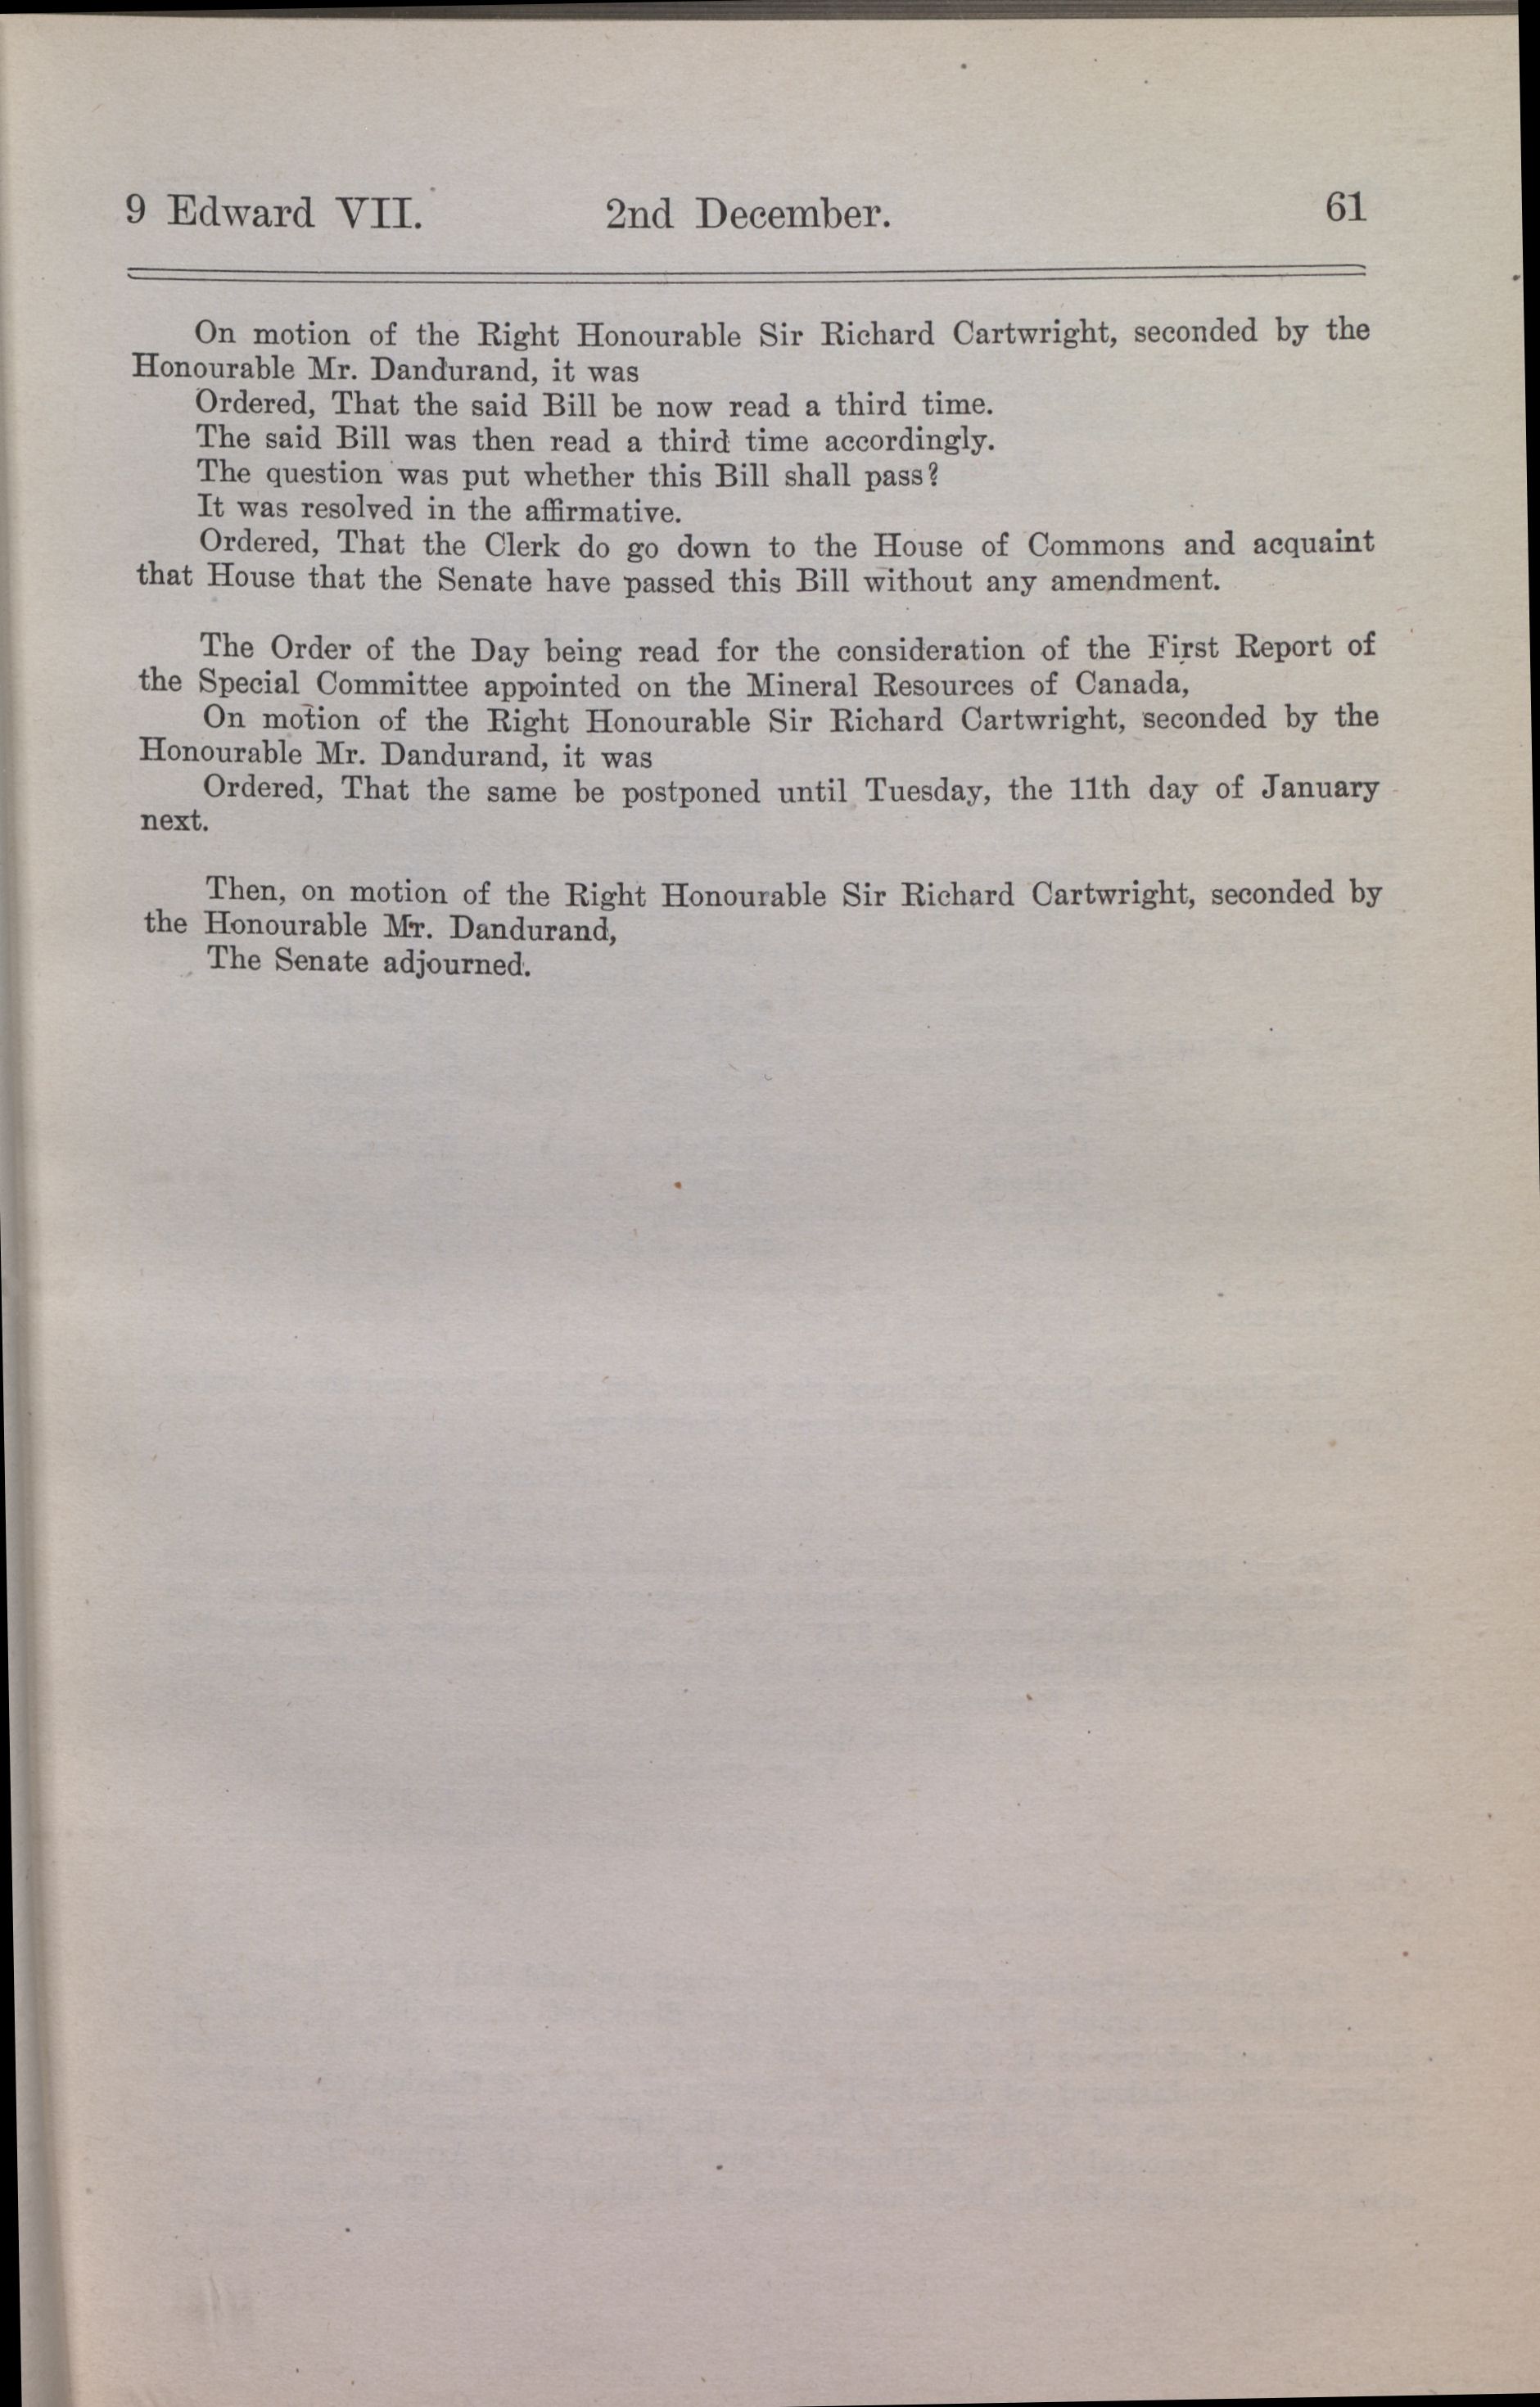 9 Edward VII. 2nd December. 61
On motion of the Right Honourable Sir Richard Cartwright, seconded by the
Honourable Mr. Dandurand, it was
Ordered, That the said Bill be now read a third time.
The said Bill was then read a third time accordingly.
The question was put whether this Bill shall pass?
It was resolved in the affirmative.
Ordered, That the Clerk do go down to the House of Commons and acquaint
that House that the Senate have passed this Bill without any amendment.
The Order of the Day being read for the consideration of the First Report of
the Special Committee appointed on the Mineral Resources of Canada,
On motion of the Right Honourable Sir Richard Cartwright, seconded by the
Honourable Mr. Dandurand, it was
Ordered, That the same be postponed until Tuesday, the 11th day of January
next.
Then, on motion of the Right Honourable Sir Richard Cartwright, seconded by
the Honourable Mr. Dandurand,
The Senate adjourned.